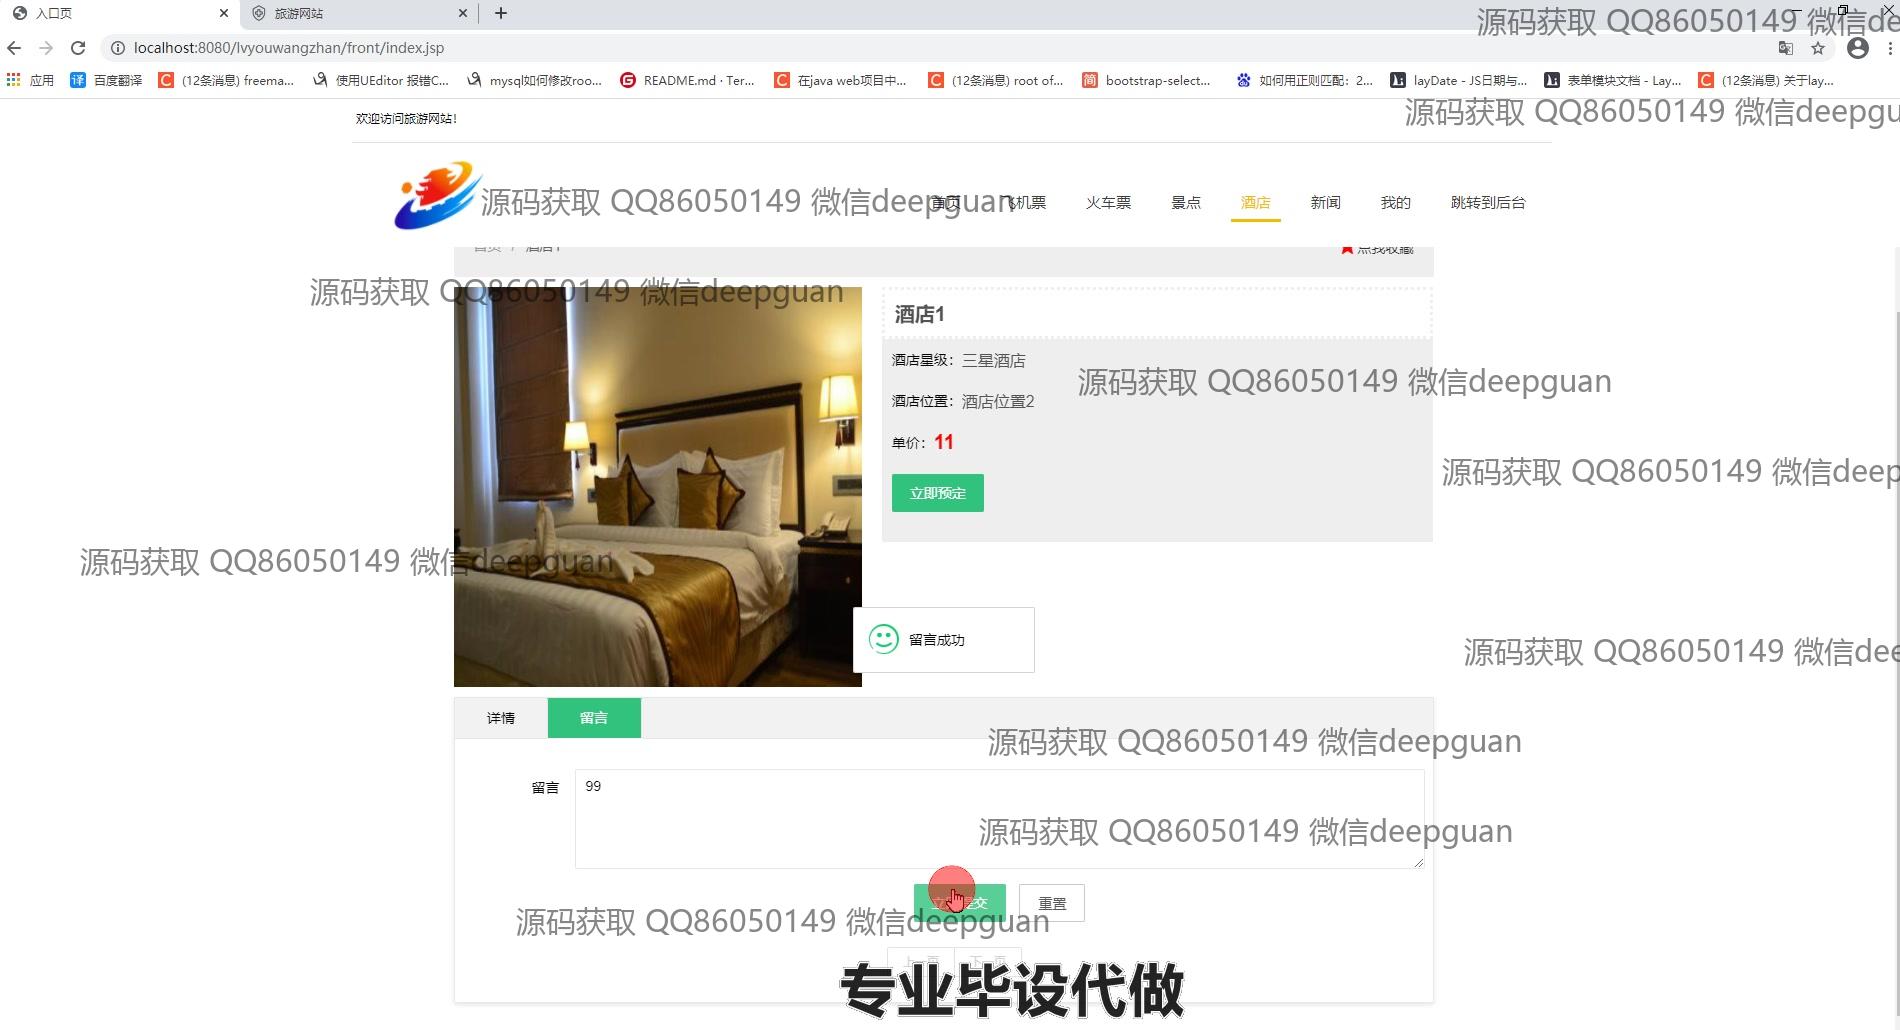 入口页
旅游网站
源码获取 QQ86050149 微信de
localhost:8080/lvyouwangzhan/front/index.jsp
应用
百度翻译
(12条消息) freema...
使用UEditor 报错C...
mysql如何修改roo...
README.md · Ter...
在java web项目中...
(12条消息) root of...
bootstrap-select...
如何用正则匹配：2...
layDate - JS日期与...
表单模块文档 - Lay...
(12条消息) 关于lay...
源码获取 QQ86050149 微信deepgu
欢迎访问旅游网站！
源码获取 QQ86050149 微信deepguan
首页
飞机票
火车票
景点
酒店
新闻
我的
跳转到后台
首页 / 酒店1
点我收藏
源码获取 QQ86050149 微信deepguan
酒店1
酒店星级：三星酒店
源码获取 QQ86050149 微信deepguan
酒店位置：酒店位置2
单价：11
源码获取 QQ86050149 微信deep
立即预定
源码获取 QQ86050149 微信deepguan
留言成功
源码获取 QQ86050149 微信dee
详情
留言
源码获取 QQ86050149 微信deepguan
留言
99
源码获取 QQ86050149 微信deepguan
立即提交
重置
源码获取 QQ86050149 微信deepguan
上一页
下一页
专业毕设代做